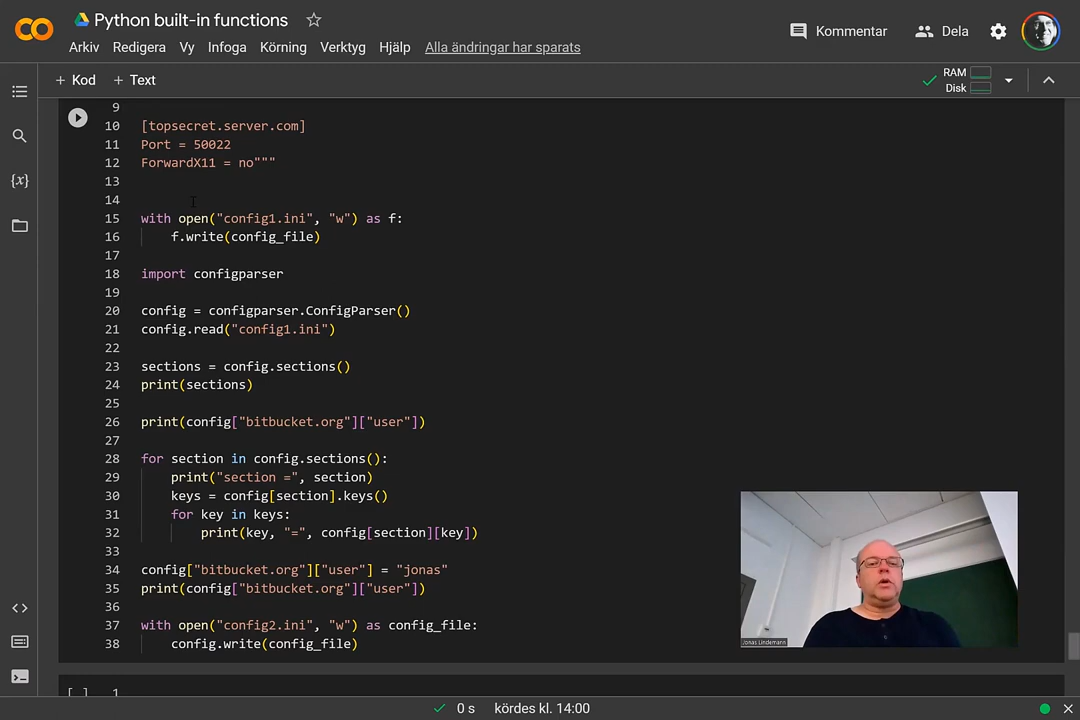 Python built-in functions
Arkiv Redigera Vy Infoga Körning Verktyg Hjälp Alla ändringar har sparats
Kommentar
Dela
+ Kod + Text
RAM
Disk
{x}
9
10 [topsecret.server.com]
11 Port = 50022
12 ForwardX11 = no"""
13
14
15 with open("config1.ini", "w") as f:
16 f.write(config_file)
17
18 import configparser
19
20 config = configparser.ConfigParser()
21 config.read("config1.ini")
22
23 sections = config.sections()
24 print(sections)
25
26 print(config["bitbucket.org"]["user"])
27
28 for section in config.sections():
29 print("section =", section)
30 keys = config[section].keys()
31 for key in keys:
32 print(key, "=", config[section][key])
33
34 config["bitbucket.org"]["user"] = "jonas"
35 print(config["bitbucket.org"]["user"])
36
37 with open("config2.ini", "w") as config_file:
38 config.write(config_file)
Jonas Lindemann
[ ] 1
0 s kördes kl. 14:00